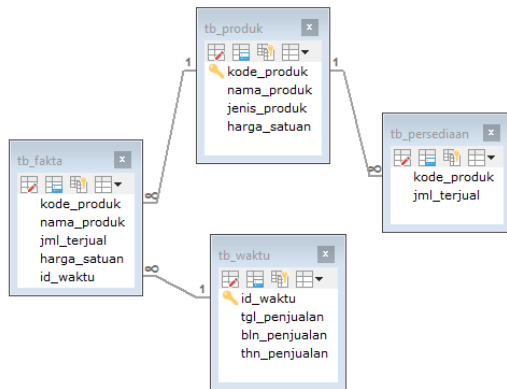 tb_produk
x
kode_produk
nama_produk
jenis_produk
harga_satuan
1
1
tb_fakta
x
kode_produk
nama_produk
jml_terjual
harga_satuan
id_waktu
∞
∞
tb_persediaan
x
kode_produk
jml_terjual
∞
tb_waktu
x
id_waktu
tgl_penjualan
bln_penjualan
thn_penjualan
1